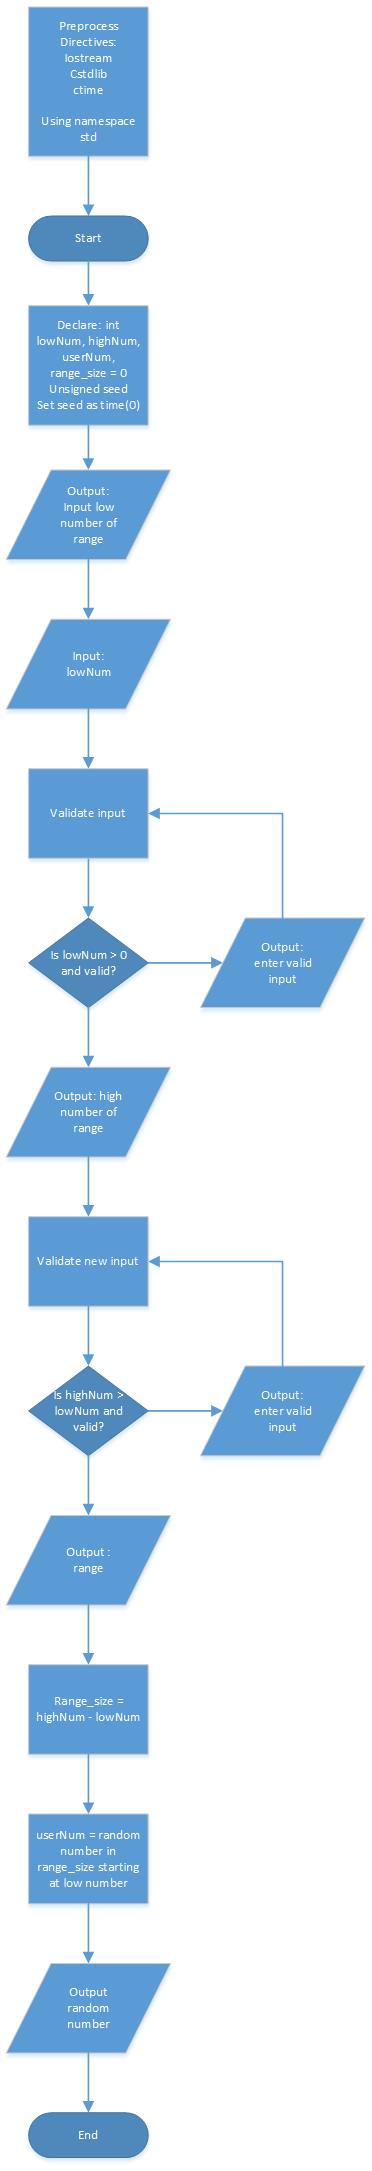 Preprocess
Directives:
Iostream
Cstdlib
ctime
Using namespace
std
Start
Declare: int
lowNum, highNum,
userNum,
range_size = 0
Unsigned seed
Set seed as time(0)
Output:
Input low
number of
range
Input:
lowNum
Validate input
Is lowNum > 0
and valid?
Output:
enter valid
input
Output: high
number of
range
Validate new input
Is highNum >
lowNum and
valid?
Output:
enter valid
input
Output :
range
Range_size =
highNum - lowNum
userNum = random
number in
range_size starting
at low number
Output
random
number
End